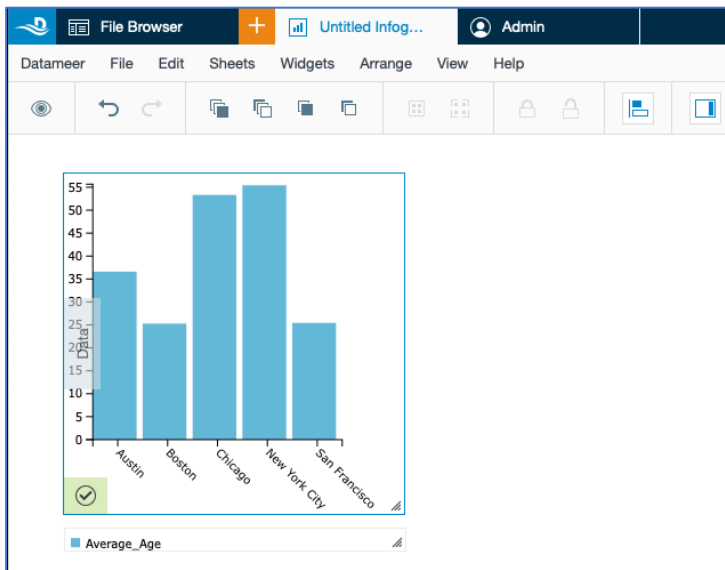 File Browser
+
Untitled Infog...
Admin
Datameer File Edit Sheets Widgets Arrange View Help
55
50
45
40
35
30
25
20
15
10
5
0
Data
Austin
Boston
Chicago
New York City
San Francisco
Average_Age